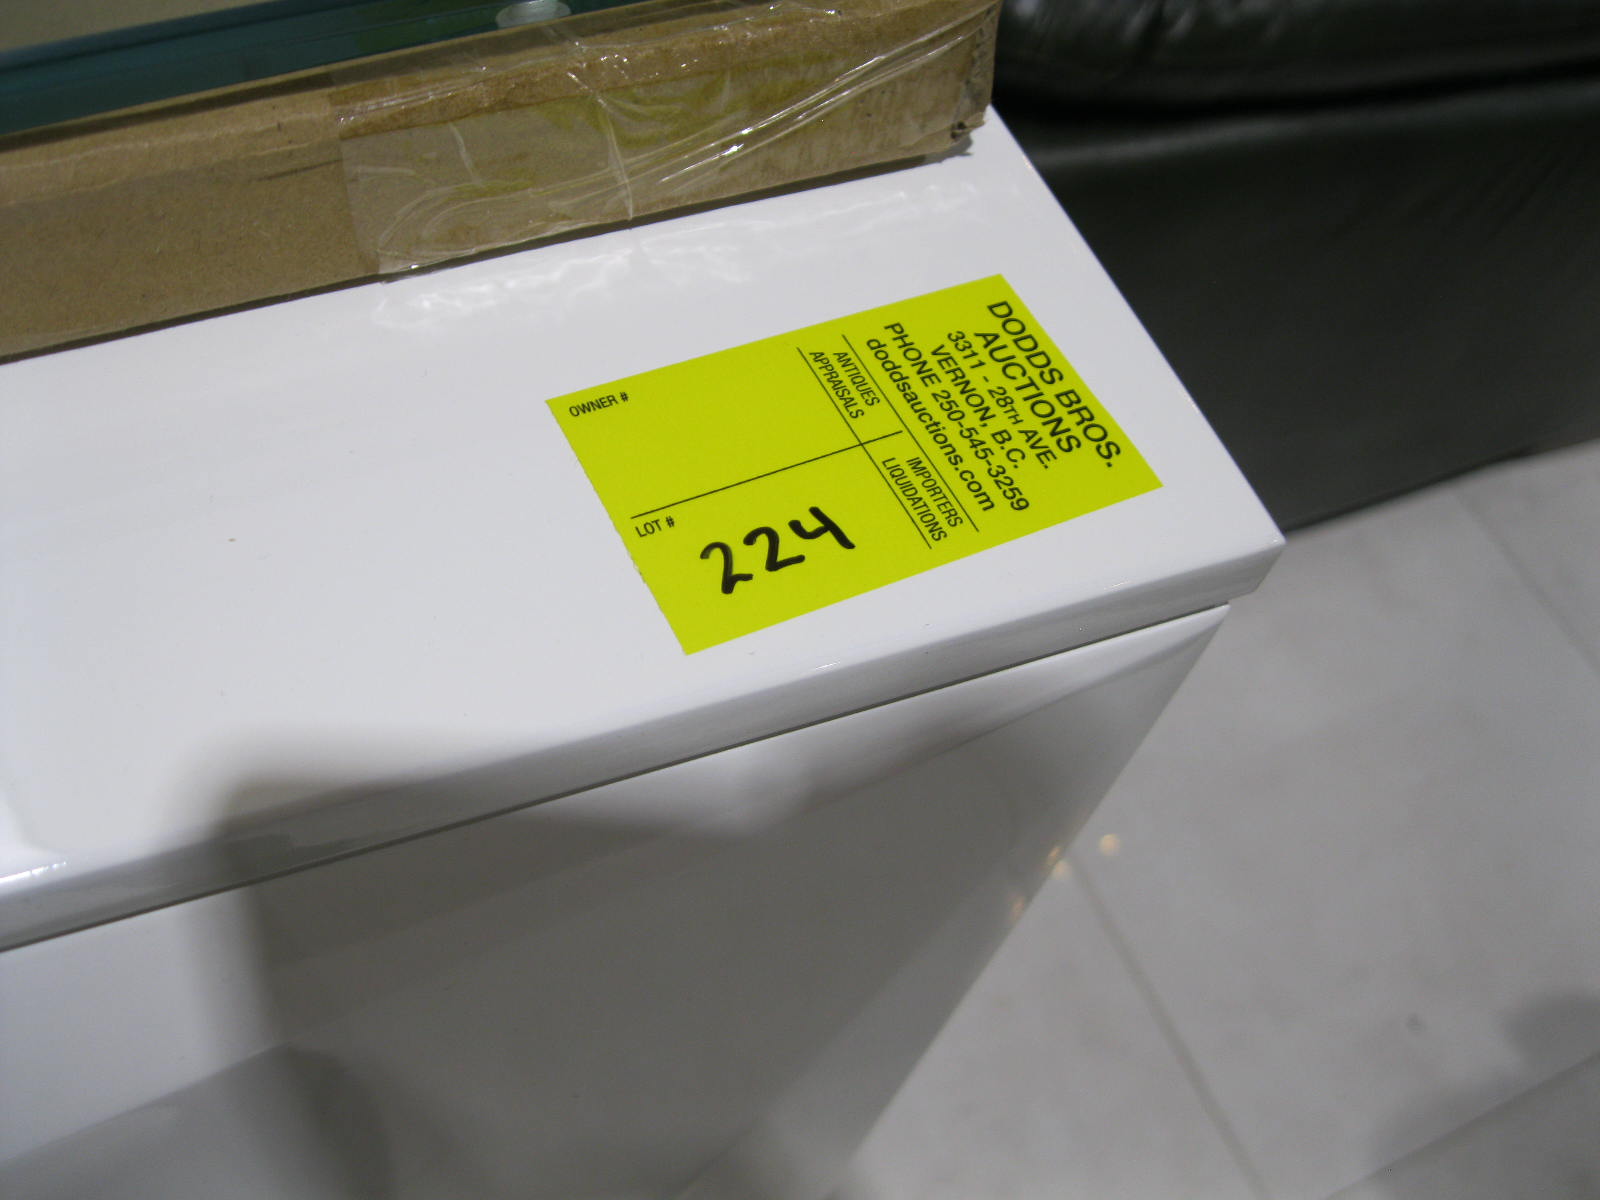 DODDS BROS.
AUCTIONS
3311 - 28TH AVE.
VERNON, B.C.
PHONE 250-545-3259
doddsauctions.com
ANTIQUES
APPRAISALS
IMPORTERS
LIQUIDATIONS
OWNER #
LOT #
224